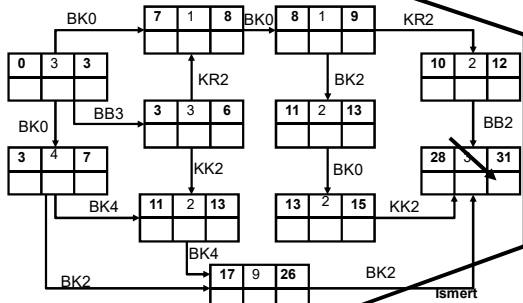 BK0
7 1 8
BK0
8 1 9
KR2
0 3 3
10 2 12
KR2
BK2
BB3
3 3 6
11 2 13
BB2
BK0
3 4 7
KK2
BK0
28 3 31
BK4
11 2 13
13 2 15
KK2
BK4
BK2
17 9 26
BK2
Ismert